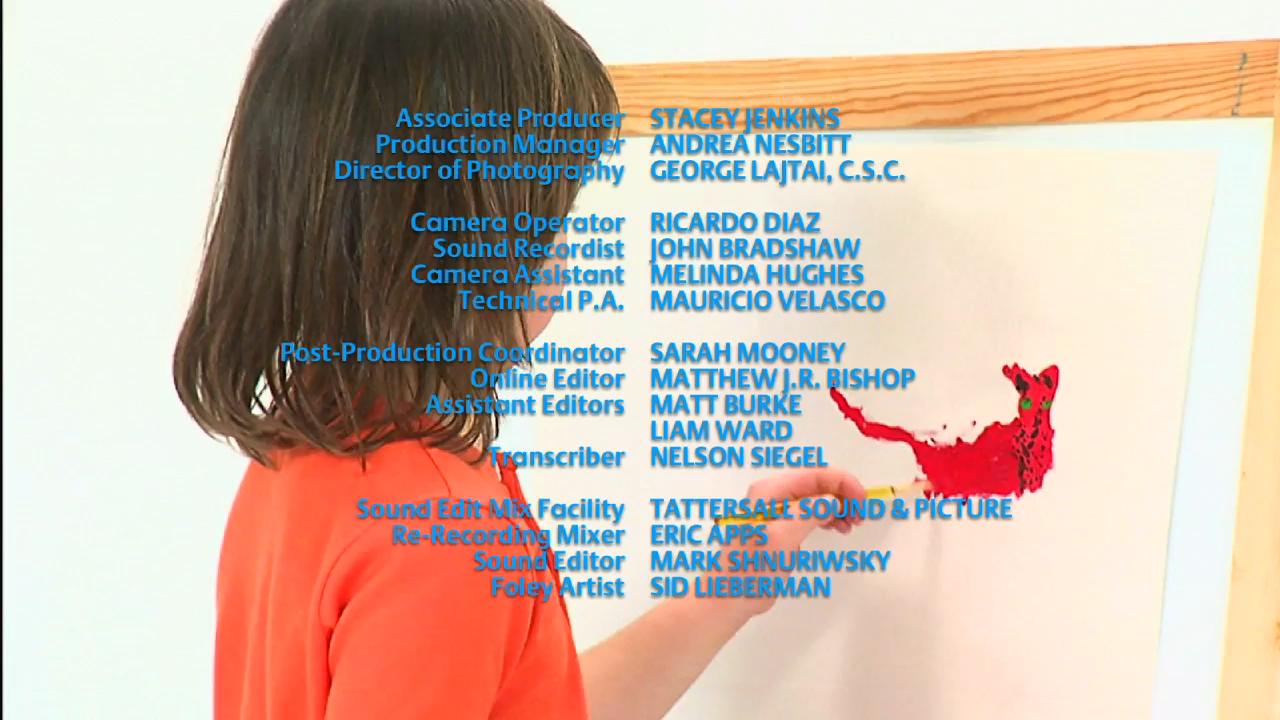 Associate Producer STACEY JENKINS
Production Manager ANDREA NESBITT
Director of Photography GEORGE LAJTAI, C.S.C.
Camera Operator RICARDO DIAZ
Sound Recordist JOHN BRADSHAW
Camera Assistant MELINDA HUGHES
Technical P.A. MAURICIO VELASCO
Post-Production Coordinator SARAH MOONEY
Online Editor MATTHEW J.R. BISHOP
Assistant Editors MATT BURKE
LIAM WARD
Transcriber NELSON SIEGEL
Sound Edit Mix Facility TATTERSALL SOUND & PICTURE
Re-Recording Mixer ERIC APPS
Sound Editor MARK SHNURIWSKY
Foley Artist SID LIEBERMAN